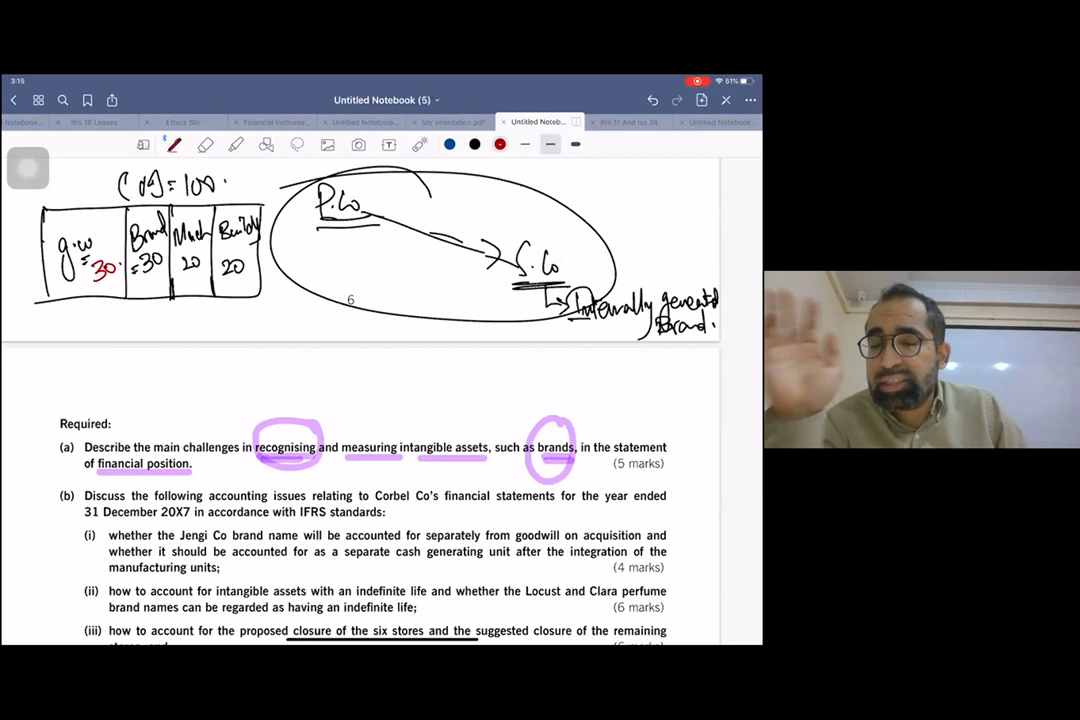 3:15
51%
Untitled Notebook (5)
Notebook...
Ifrs 16 Leases
Ethics Sbr
Financial Instrume...
Untitled Notebook...
Sbr orientation.pdf
Untitled Noteb...
Ifrs 11 And Ias 24
Untitled Notebook...
= 100.
P.Co
g.w
= 30.
Brand
=30
Mach
20
Buildg
20
S.Co
Internally generated
Brand.
6
Required:
(a) Describe the main challenges in recognising and measuring intangible assets, such as brands, in the statement
of financial position. (5 marks)
(b) Discuss the following accounting issues relating to Corbel Co's financial statements for the year ended
31 December 20X7 in accordance with IFRS standards:
(i) whether the Jengi Co brand name will be accounted for separately from goodwill on acquisition and
whether it should be accounted for as a separate cash generating unit after the integration of the
manufacturing units; (4 marks)
(ii) how to account for intangible assets with an indefinite life and whether the Locust and Clara perfume
brand names can be regarded as having an indefinite life; (6 marks)
(iii) how to account for the proposed closure of the six stores and the suggested closure of the remaining